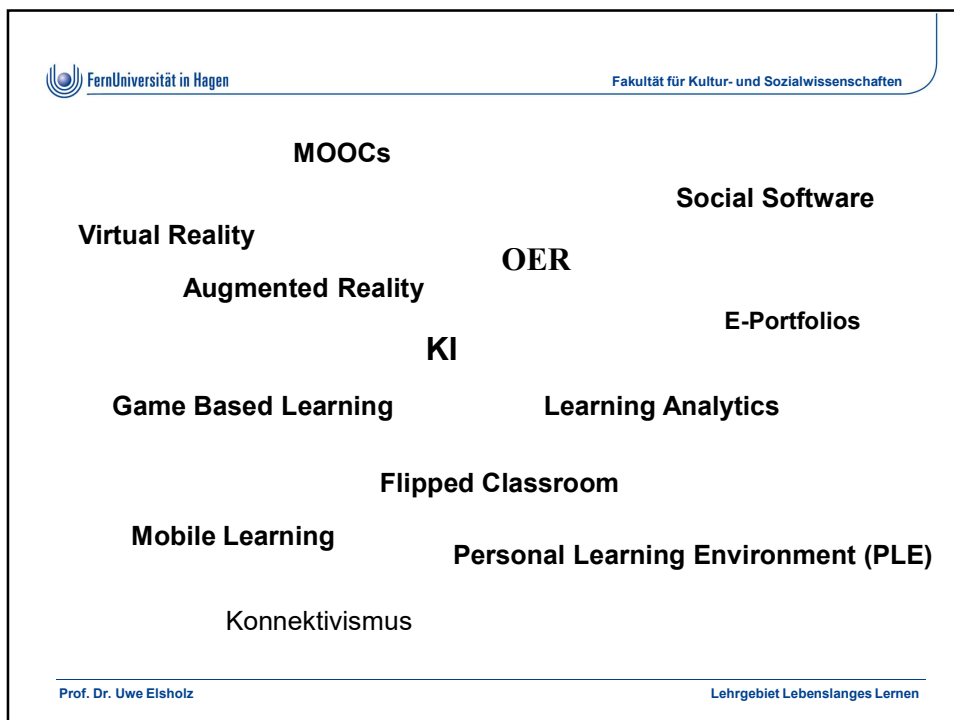 FernUniversität in Hagen
Fakultät für Kultur- und Sozialwissenschaften
MOOCs
Social Software
Virtual Reality
OER
Augmented Reality
E-Portfolios
KI
Game Based Learning
Learning Analytics
Flipped Classroom
Mobile Learning
Personal Learning Environment (PLE)
Konnektivismus
Prof. Dr. Uwe Elsholz
Lehrgebiet Lebenslanges Lernen